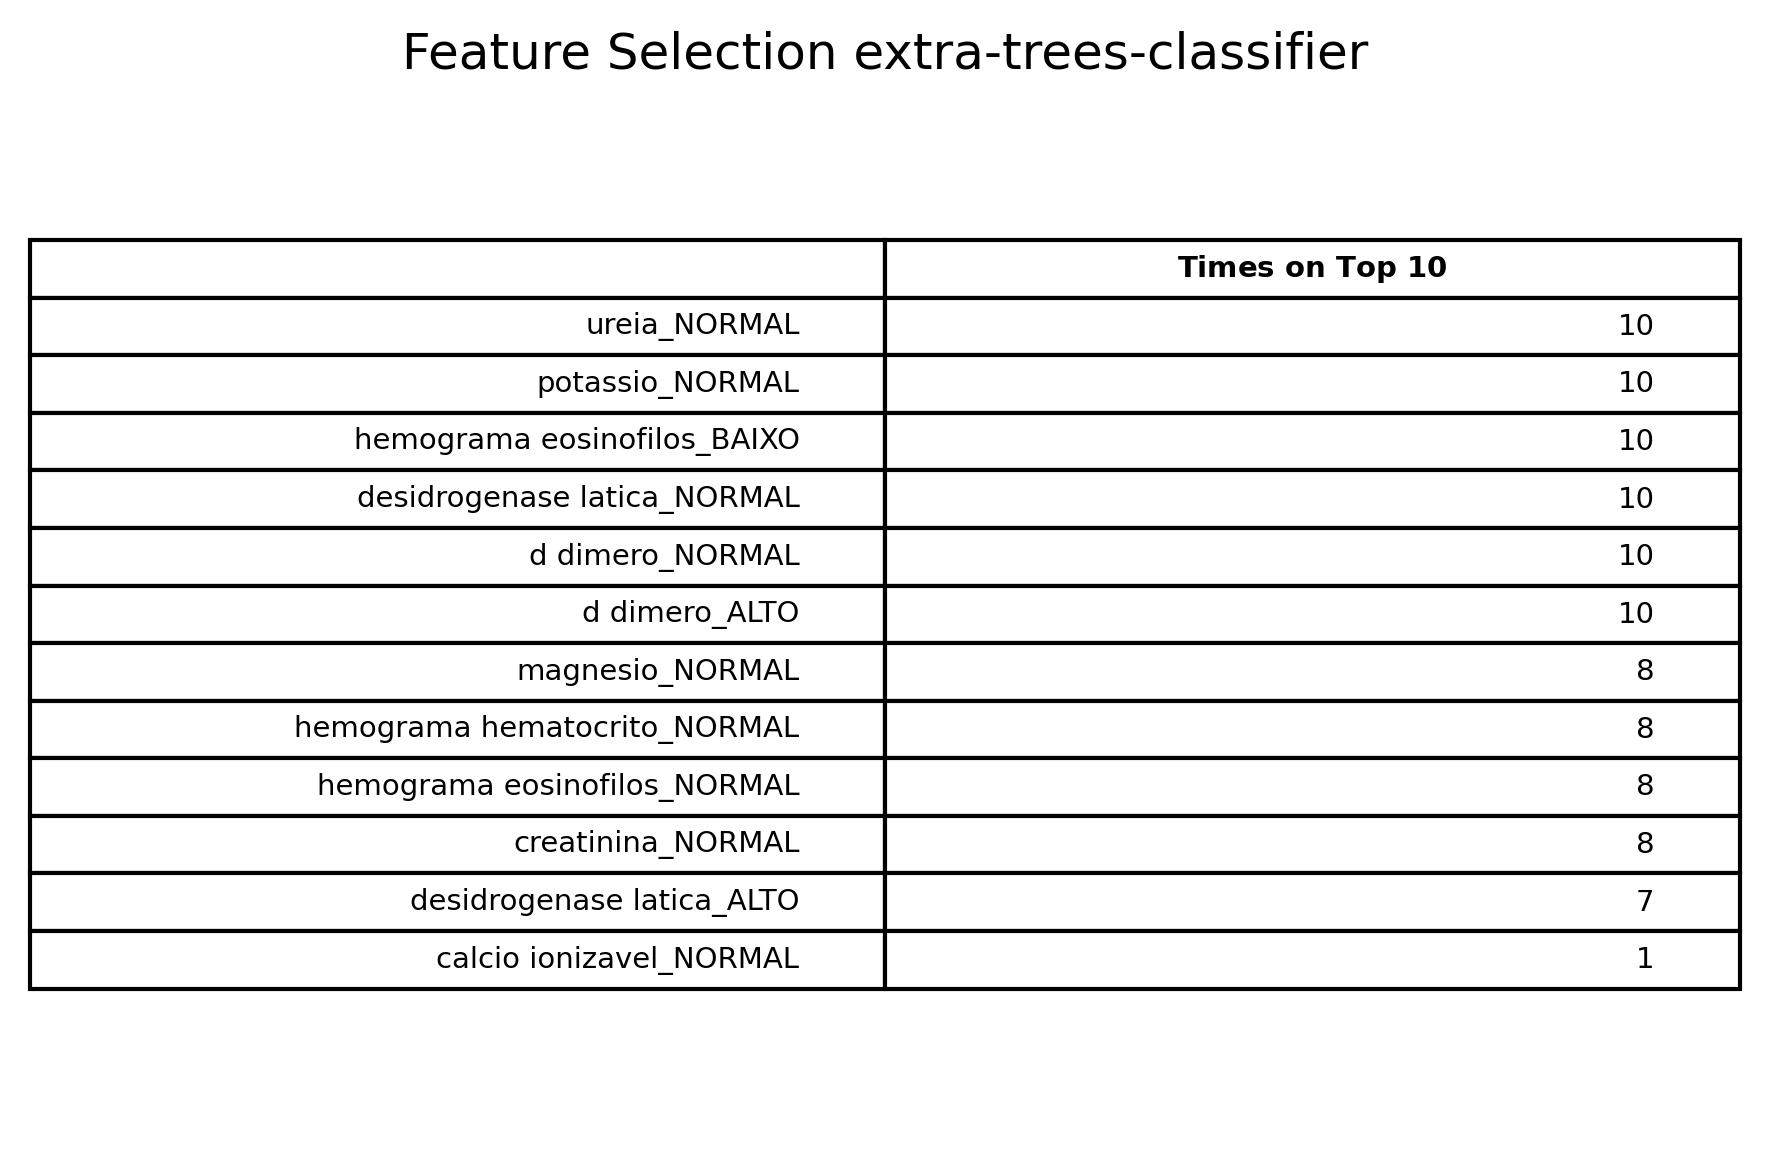 Feature Selection extra-trees-classifier
Times on Top 10
ureia_NORMAL 10
potassio_NORMAL 10
hemograma eosinofilos_BAIXO 10
desidrogenase latica_NORMAL 10
d dimero_NORMAL 10
d dimero_ALTO 10
magnesio_NORMAL 8
hemograma hematocrito_NORMAL 8
hemograma eosinofilos_NORMAL 8
creatinina_NORMAL 8
desidrogenase latica_ALTO 7
calcio ionizavel_NORMAL 1